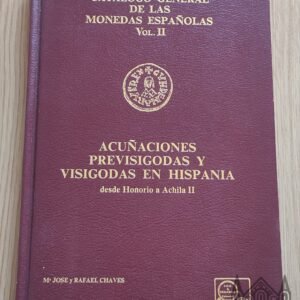 CATALOGO GENERAL
DE LAS
MONEDAS ESPAÑOLAS
VOL. II
ACUÑACIONES
PREVISIGODAS Y
VISIGODAS EN HISPANIA
desde Honorio a Achila II
Mª JOSE y RAFAEL CHAVES